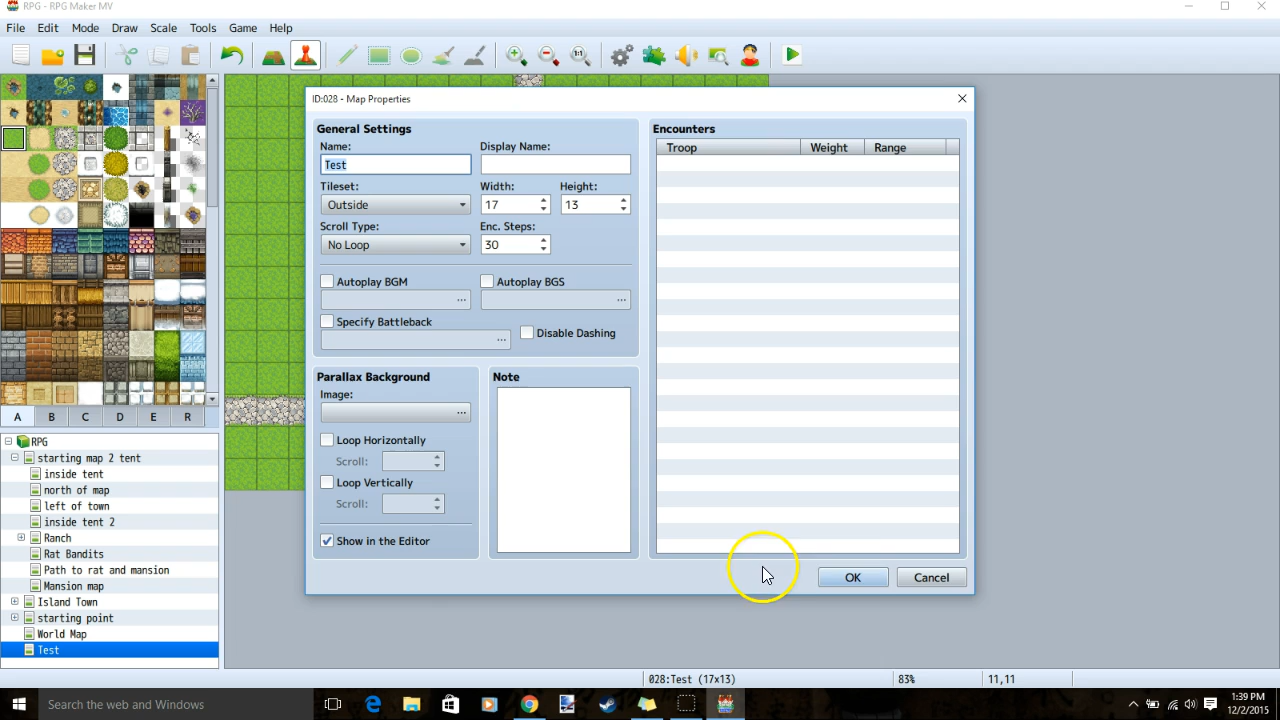 RPG - RPG Maker MV
File Edit Mode Draw Scale Tools Game Help
1:1
ID:028 - Map Properties
General Settings
Name: Display Name:
Test
Tileset: Width: Height:
Outside 17 13
Scroll Type: Enc. Steps:
No Loop 30
Autoplay BGM Autoplay BGS
... ...
Specify Battleback
Disable Dashing
...
Parallax Background
Image:
...
Loop Horizontally
Scroll:
Loop Vertically
Scroll:
Show in the Editor
Note
Encounters
Troop Weight Range
OK Cancel
A B C D E R
RPG
starting map 2 tent
inside tent
north of map
left of town
inside tent 2
Ranch
Rat Bandits
Path to rat and mansion
Mansion map
Island Town
starting point
World Map
Test
028:Test (17x13) 83% 11,11
Search the web and Windows
1:39 PM
12/2/2015